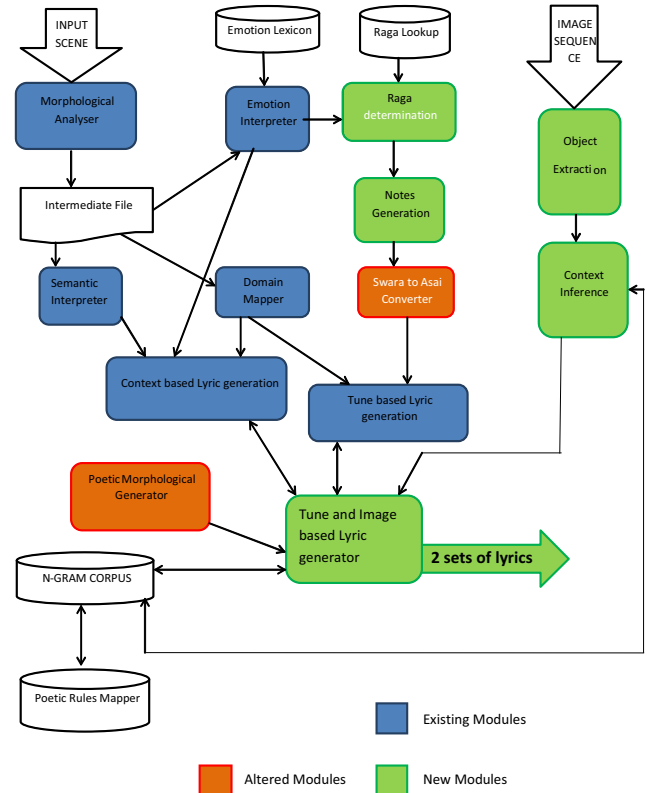 INPUT
SCENE
Emotion Lexicon
Raga Lookup
IMAGE
SEQUEN
CE
Morphological
Analyser
Emotion
Interpreter
Raga
determination
Object
Extraction
Intermediate File
Notes
Generation
Semantic
Interpreter
Domain
Mapper
Swara to Asai
Converter
Context
Inference
Context based Lyric generation
Tune based Lyric
generation
Poetic Morphological
Generator
Tune and Image
based Lyric
generator
2 sets of lyrics
N-GRAM CORPUS
Poetic Rules Mapper
Existing Modules
Altered Modules
New Modules